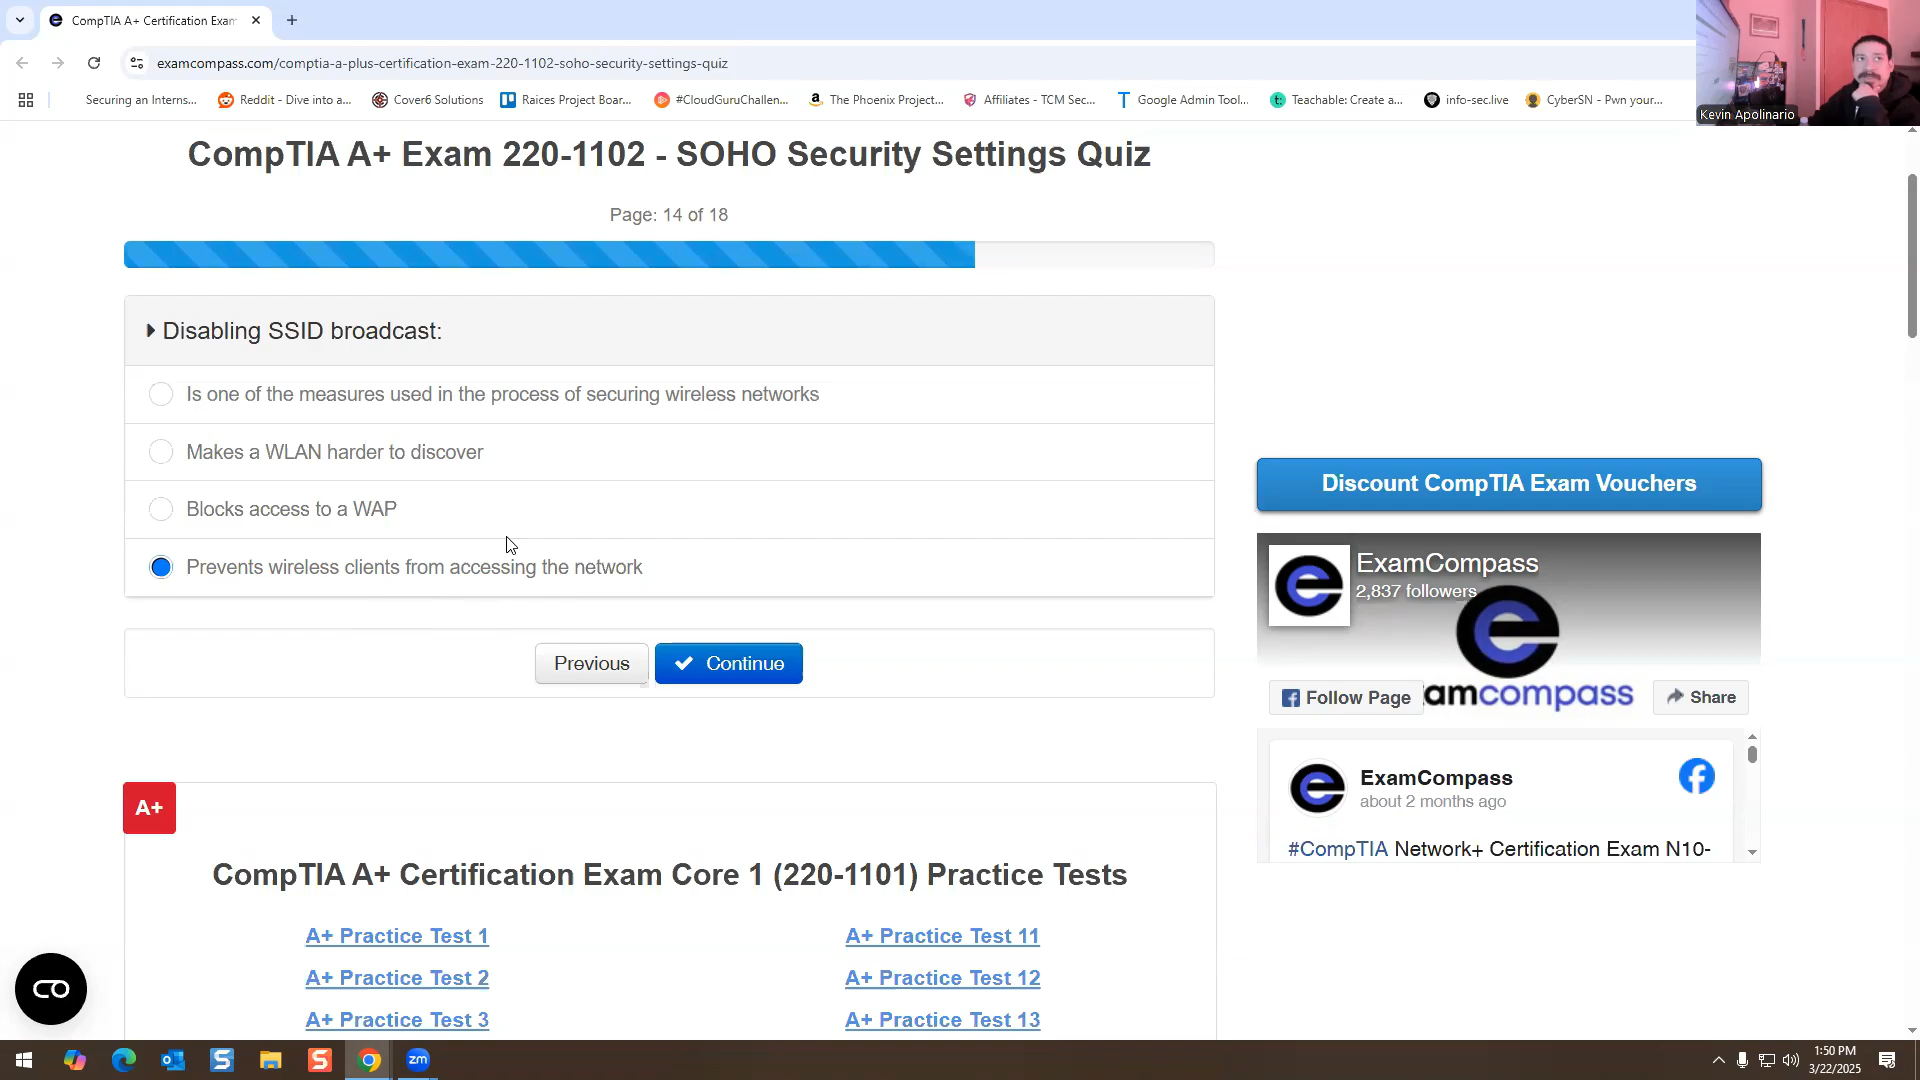 CompTIA A+ Certification Exam
examcompass.com/comptia-a-plus-certification-exam-220-1102-soho-security-settings-quiz
Securing an Interns...
Reddit - Dive into a...
Cover6 Solutions
Raices Project Boar...
#CloudGuruChallen...
The Phoenix Project...
Affiliates - TCM Sec...
Google Admin Tool...
Teachable: Create a...
info-sec.live
CyberSN - Pwn your...
Kevin Apolinario
CompTIA A+ Exam 220-1102 - SOHO Security Settings Quiz
Page: 14 of 18
Disabling SSID broadcast:
Is one of the measures used in the process of securing wireless networks
Makes a WLAN harder to discover
Blocks access to a WAP
Prevents wireless clients from accessing the network
Previous
Continue
Discount CompTIA Exam Vouchers
ExamCompass
2,837 followers
Follow Page
amcompass
Share
ExamCompass
about 2 months ago
#CompTIA Network+ Certification Exam N10-
A+
CompTIA A+ Certification Exam Core 1 (220-1101) Practice Tests
A+ Practice Test 1
A+ Practice Test 11
A+ Practice Test 2
A+ Practice Test 12
A+ Practice Test 3
A+ Practice Test 13
zm
1:50 PM
3/22/2025